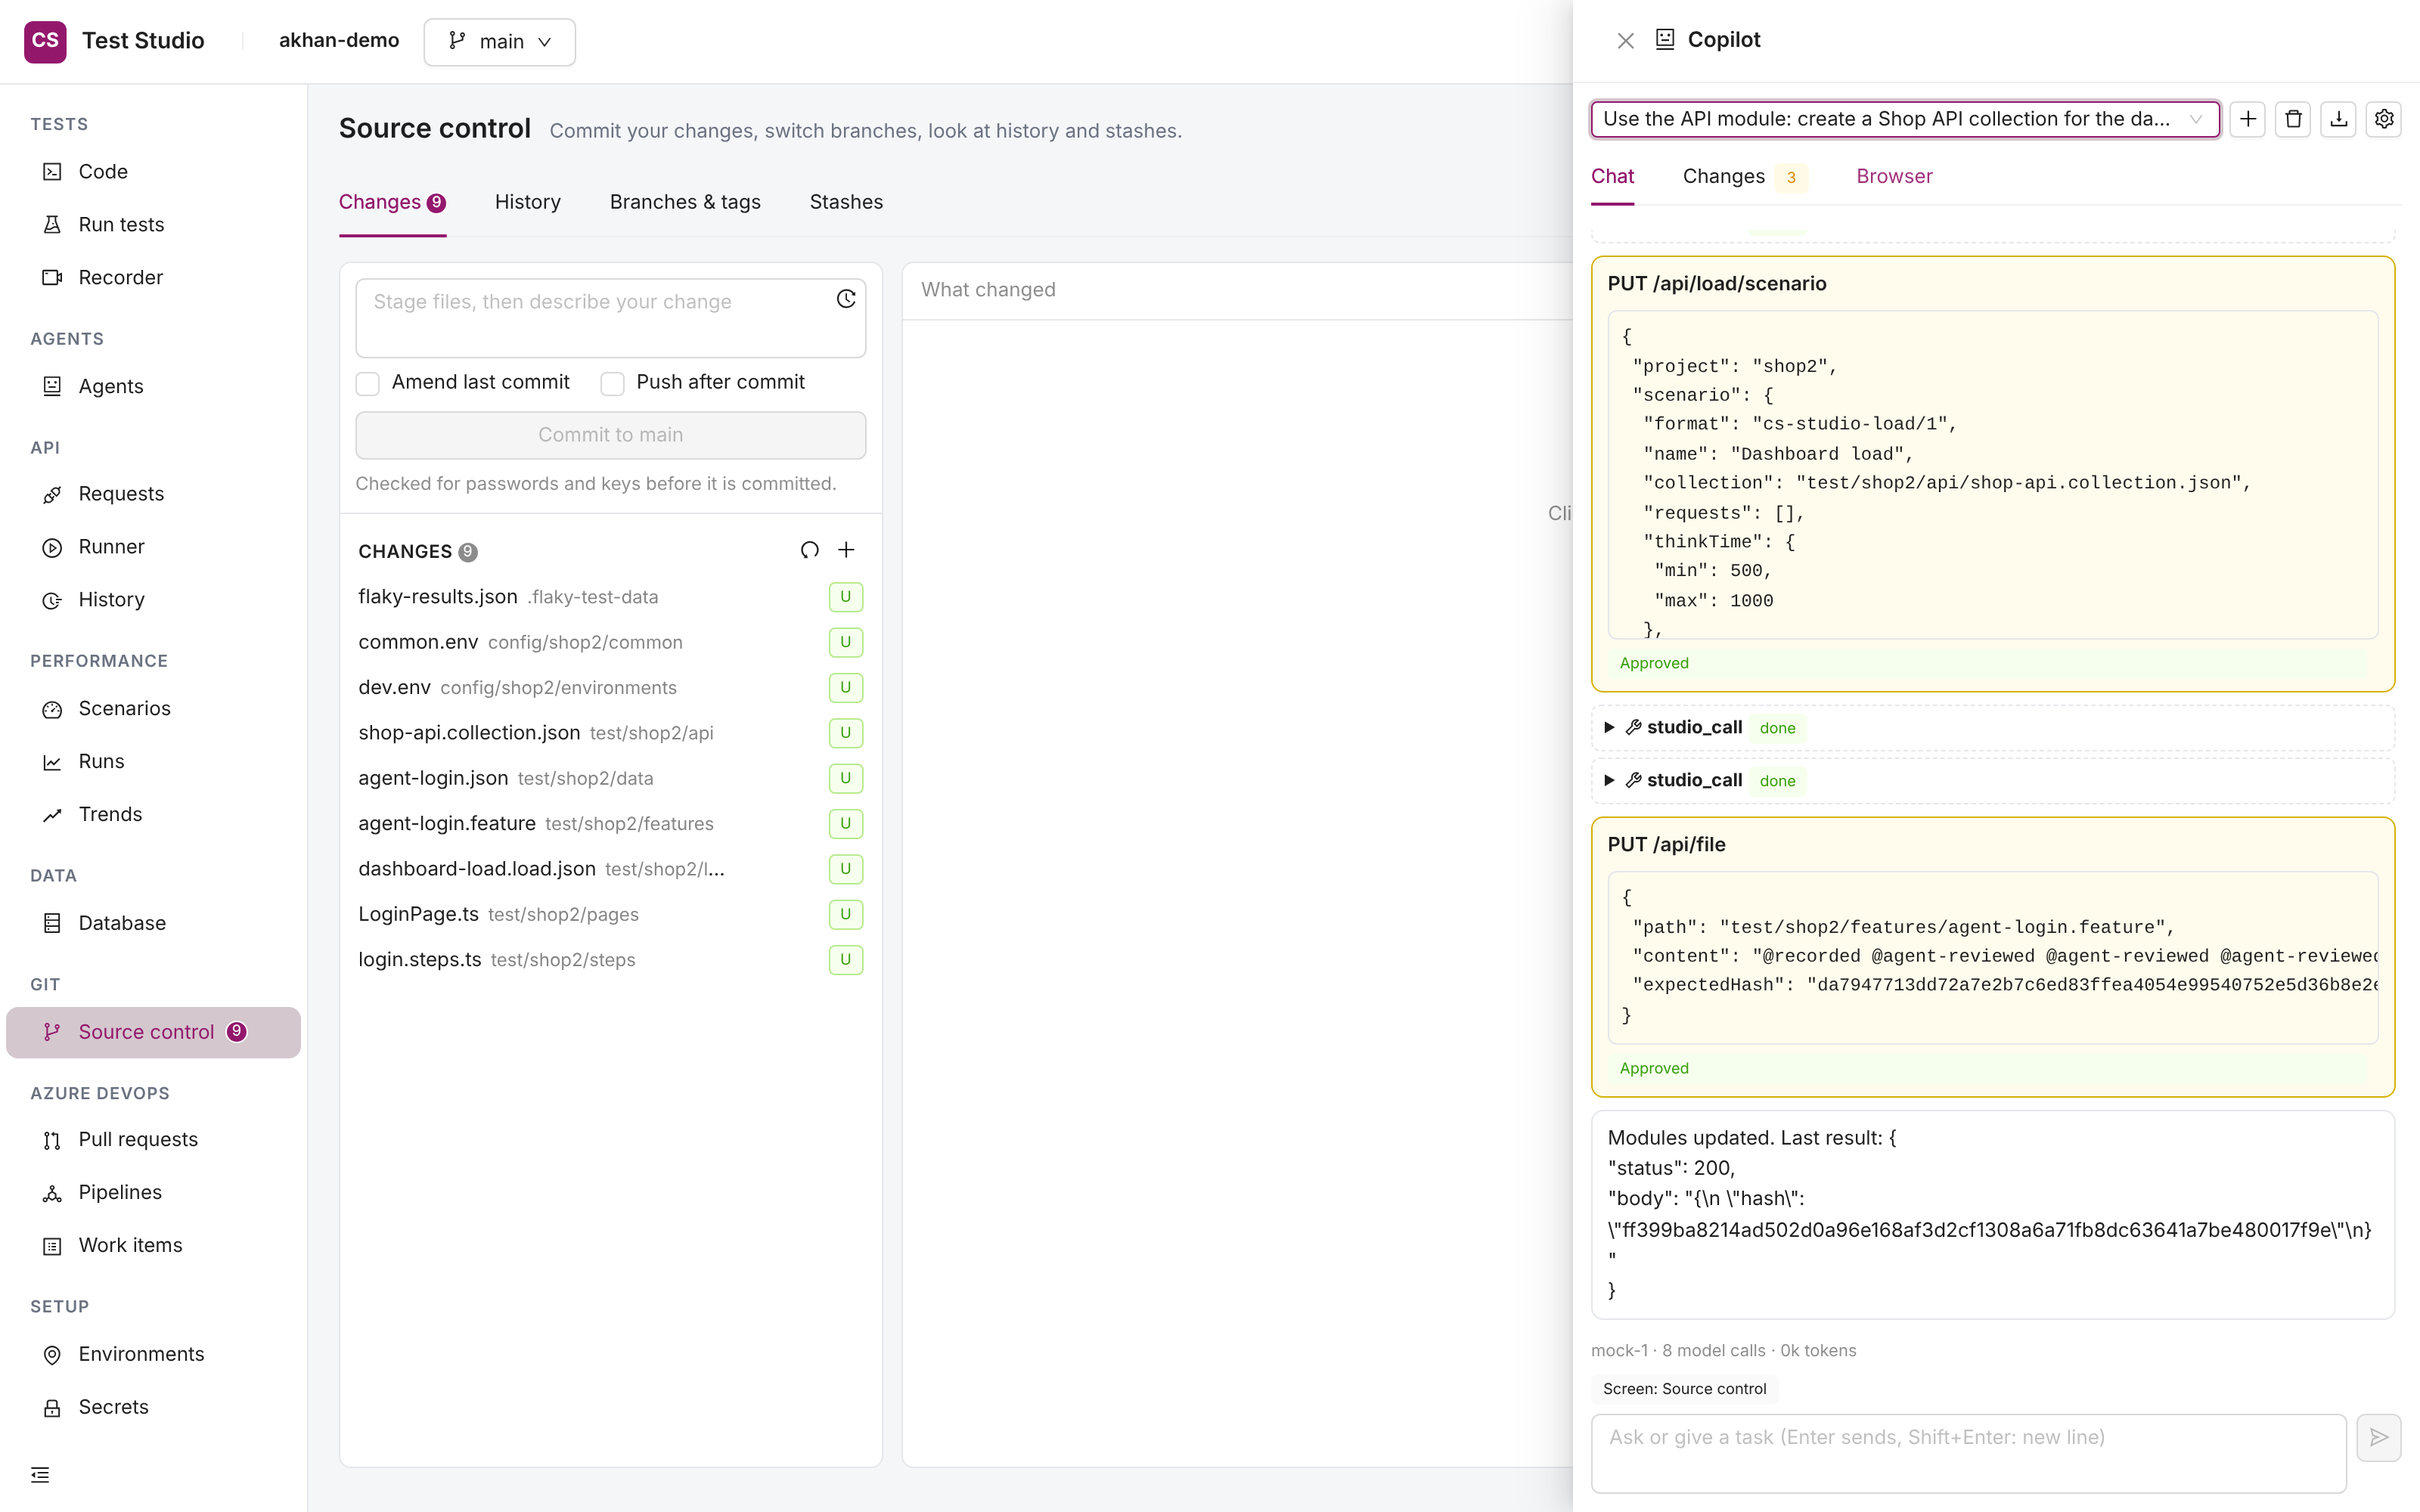 CS Test Studio akhan-demo main
TESTS
Code
Run tests
Recorder
AGENTS
Agents
API
Requests
Runner
History
PERFORMANCE
Scenarios
Runs
Trends
DATA
Database
GIT
Source control 9
AZURE DEVOPS
Pull requests
Pipelines
Work items
SETUP
Environments
Secrets
Source control Commit your changes, switch branches, look at history and stashes.
Changes 9 History Branches & tags Stashes
Stage files, then describe your change
Amend last commit Push after commit
Commit to main
Checked for passwords and keys before it is committed.
CHANGES 9
flaky-results.json .flaky-test-data U
common.env config/shop2/common U
dev.env config/shop2/environments U
shop-api.collection.json test/shop2/api U
agent-login.json test/shop2/data U
agent-login.feature test/shop2/features U
dashboard-load.load.json test/shop2/l... U
LoginPage.ts test/shop2/pages U
login.steps.ts test/shop2/steps U
What changed
Cli
Copilot
Use the API module: create a Shop API collection for the da...
Chat Changes 3 Browser
PUT /api/load/scenario
{
"project": "shop2",
"scenario": {
"format": "cs-studio-load/1",
"name": "Dashboard load",
"collection": "test/shop2/api/shop-api.collection.json",
"requests": [],
"thinkTime": {
"min": 500,
"max": 1000
},
Approved
studio_call done
studio_call done
PUT /api/file
{
"path": "test/shop2/features/agent-login.feature",
"content": "@recorded @agent-reviewed @agent-reviewed @agent-reviewed
"expectedHash": "da7947713dd72a7e2b7c6ed83ffea4054e99540752e5d36b8e2e
}
Approved
Modules updated. Last result: {
"status": 200,
"body": "{\n \"hash\":
\"ff399ba8214ad502d0a96e168af3d2cf1308a6a71fb8dc63641a7be480017f9e\"\n}
"
}
mock-1 · 8 model calls · 0k tokens
Screen: Source control
Ask or give a task (Enter sends, Shift+Enter: new line)